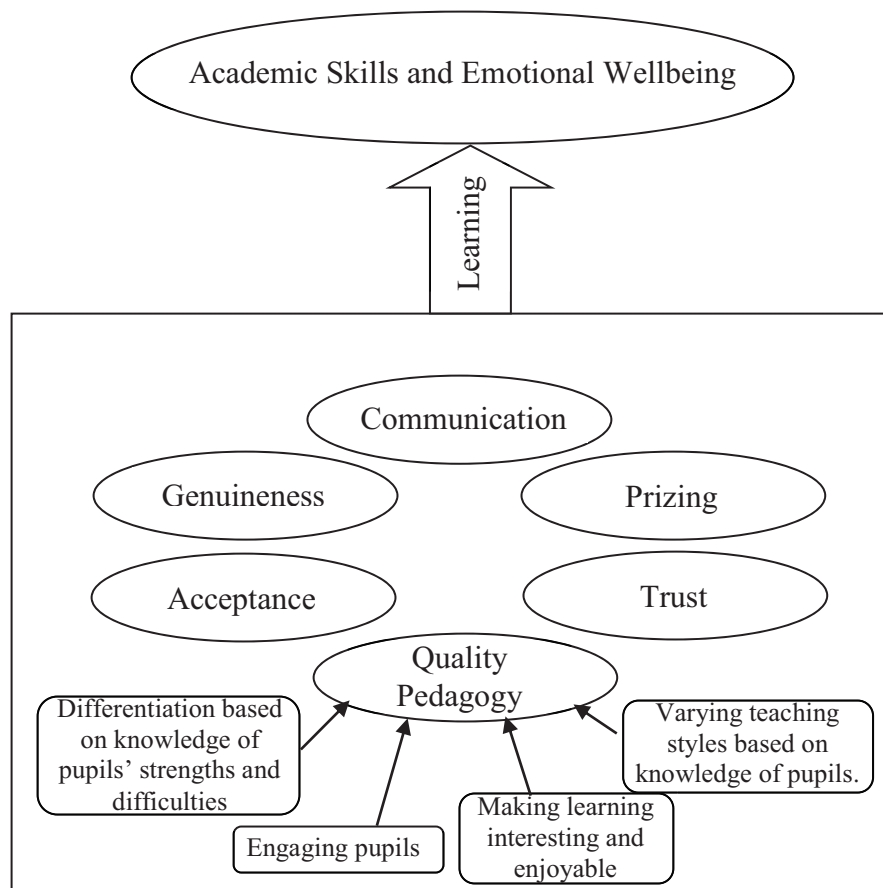 Academic Skills and Emotional Wellbeing
Learning
Communication
Genuineness
Prizing
Acceptance
Trust
Quality
Pedagogy
Differentiation based
on knowledge of
pupils’ strengths and
difficulties
Varying teaching
styles based on
knowledge of pupils.
Engaging pupils
Making learning
interesting and
enjoyable